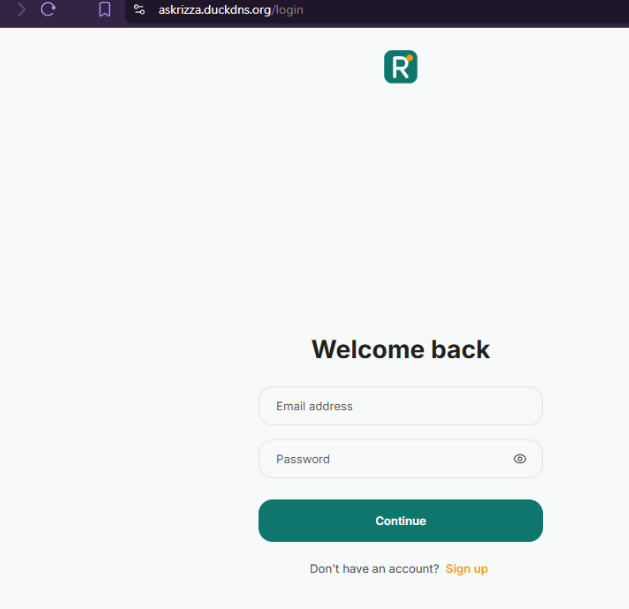 askrizza.duckdns.org/login
R
Welcome back
Email address
Password
Continue
Don't have an account? Sign up